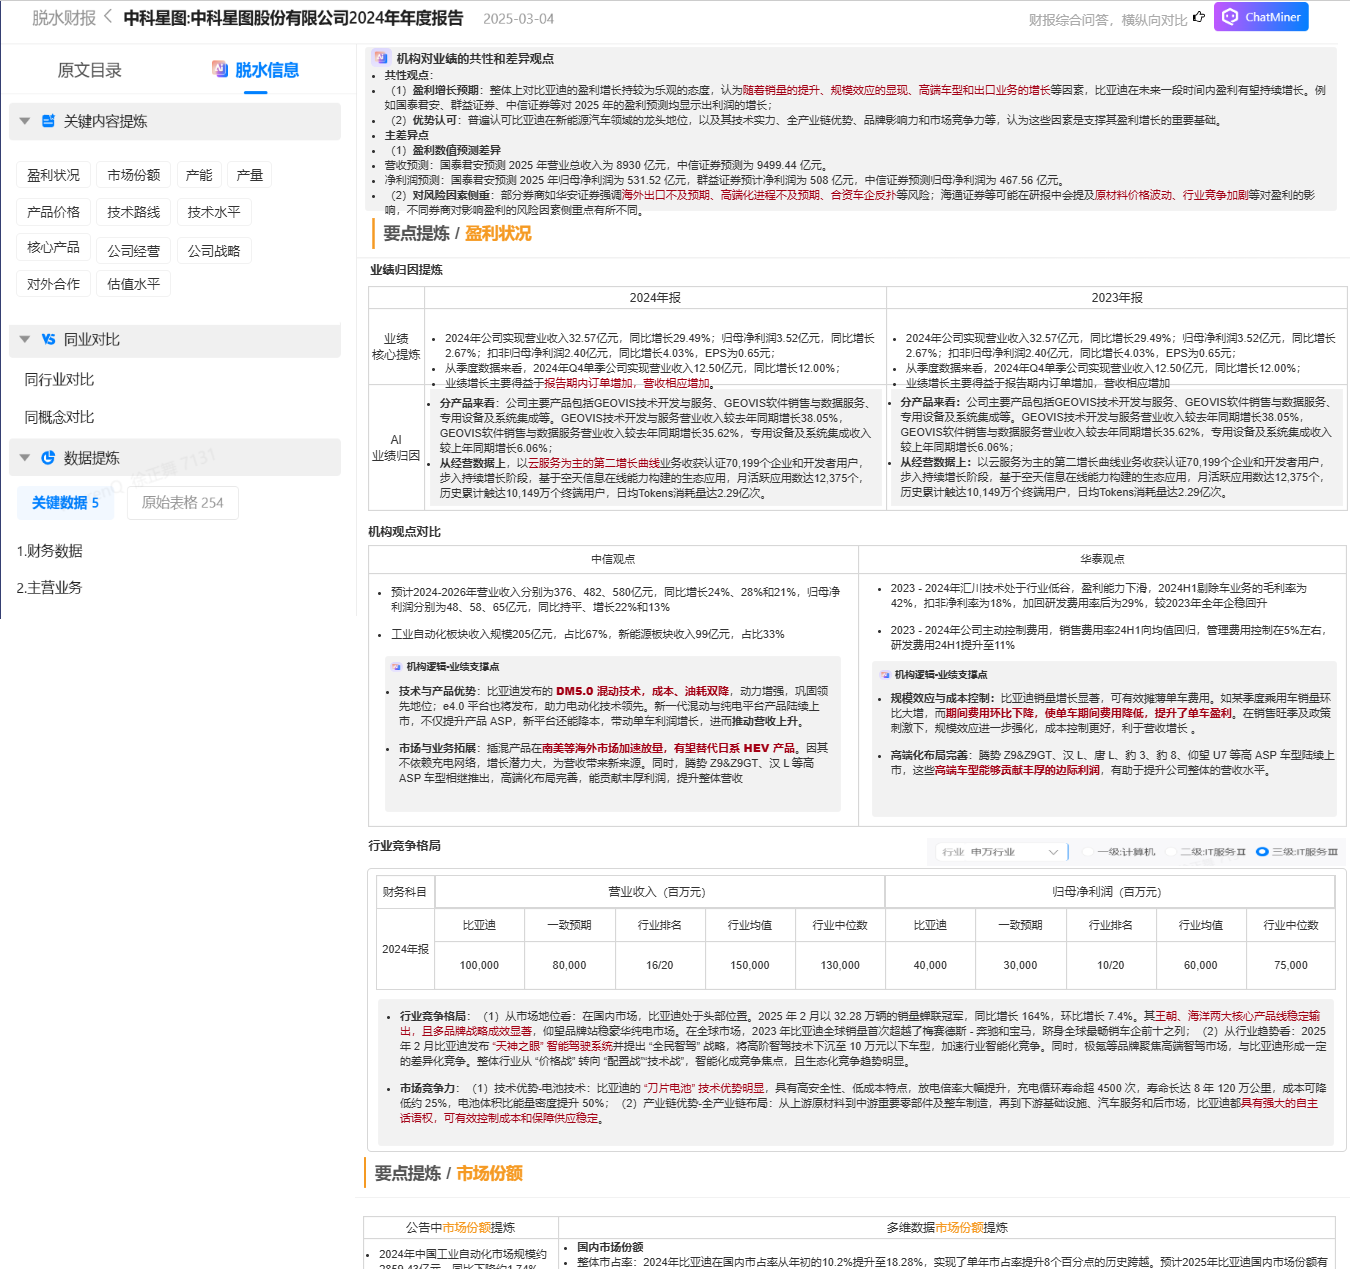 脱水财报 中科星图:中科星图股份有限公司2024年年度报告 2025-03-04
财报综合问答，横纵向对比 ChatMiner
原文目录 脱水信息
关键内容提炼
盈利状况 市场份额 产能 产量
产品价格 技术路线 技术水平
核心产品 公司经营 公司战略
对外合作 估值水平
同业对比
同行业对比
同概念对比
数据提炼
关键数据 5 原始表格 254
1.财务数据
2.主营业务
机构对业绩的共性和差异观点
• 共性观点：
• （1）盈利增长预期：整体上对比亚迪的盈利增长持较为乐观的态度，认为随着销量的提升、规模效应的显现、高端车型和出口业务的增长等因素，比亚迪在未来一段时间内盈利有望持续增长。例
如国泰君安、群益证券、中信证券等对 2025 年的盈利预测均显示出利润的增长；
• （2）优势认可：普遍认可比亚迪在新能源汽车领域的龙头地位，以及其技术实力、全产业链优势、品牌影响力和市场竞争力等，认为这些因素是支撑其盈利增长的重要基础。
• 主差异点
• （1）盈利数值预测差异
• 营收预测：国泰君安预测 2025 年营业总收入为 8930 亿元，中信证券预测为 9499.44 亿元。
• 净利润预测：国泰君安预测 2025 年归母净利润为 531.52 亿元，群益证券预计净利润为 508 亿元，中信证券预测归母净利润为 467.56 亿元。
• （2）对风险因素侧重：部分券商如华安证券强调海外出口不及预期、高端化进程不及预期、合资车企反扑等风险；海通证券等可能在研报中会提及原材料价格波动、行业竞争加剧等对盈利的影
响，不同券商对影响盈利的风险因素侧重点有所不同。
要点提炼 / 盈利状况
业绩归因提炼
2024年报 2023年报
业绩
核心提炼
• 2024年公司实现营业收入32.57亿元，同比增长29.49%；归母净利润3.52亿元，同比增长
2.67%；扣非归母净利润2.40亿元，同比增长4.03%，EPS为0.65元；
• 从季度数据来看，2024年Q4单季公司实现营业收入12.50亿元，同比增长12.00%；
• 业绩增长主要得益于报告期内订单增加，营收相应增加。
• 2024年公司实现营业收入32.57亿元，同比增长29.49%；归母净利润3.52亿元，同比增长
2.67%；扣非归母净利润2.40亿元，同比增长4.03%，EPS为0.65元；
• 从季度数据来看，2024年Q4单季公司实现营业收入12.50亿元，同比增长12.00%；
• 业绩增长主要得益于报告期内订单增加，营收相应增加
AI
业绩归因
• 分产品来看：公司主要产品包括GEOVIS技术开发与服务、GEOVIS软件销售与数据服务、
专用设备及系统集成等。GEOVIS技术开发与服务营业收入较去年同期增长38.05%，
GEOVIS软件销售与数据服务营业收入较去年同期增长35.62%，专用设备及系统集成收入
较上年同期增长6.06%；
• 从经营数据上，以云服务为主的第二增长曲线业务收获认证70,199个企业和开发者用户，
步入持续增长阶段，基于空天信息在线能力构建的生态应用，月活跃应用数达12,375个，
历史累计触达10,149万个终端用户，日均Tokens消耗量达2.29亿次。
• 分产品来看：公司主要产品包括GEOVIS技术开发与服务、GEOVIS软件销售与数据服务、
专用设备及系统集成等。GEOVIS技术开发与服务营业收入较去年同期增长38.05%，
GEOVIS软件销售与数据服务营业收入较去年同期增长35.62%，专用设备及系统集成收入
较上年同期增长6.06%；
• 从经营数据上：以云服务为主的第二增长曲线业务收获认证70,199个企业和开发者用户，
步入持续增长阶段，基于空天信息在线能力构建的生态应用，月活跃应用数达12,375个，
历史累计触达10,149万个终端用户，日均Tokens消耗量达2.29亿次。
机构观点对比
中信观点 华泰观点
• 预计2024-2026年营业收入分别为376、482、580亿元，同比增长24%、28%和21%，归母净
利润分别为48、58、65亿元，同比持平、增长22%和13%
• 工业自动化板块收入规模205亿元，占比67%，新能源板块收入99亿元，占比33%
机构逻辑-业绩支撑点
• 技术与产品优势：比亚迪发布的 DM5.0 混动技术，成本、油耗双降，动力增强，巩固领
先地位；e4.0 平台也将发布，助力电动化技术领先。新一代混动与纯电平台产品陆续上
市，不仅提升产品 ASP，新平台还能降本，带动单车利润增长，进而推动营收上升。
• 市场与业务拓展：插混产品在南美等海外市场加速放量，有望替代日系 HEV 产品。因其
不依赖充电网络，增长潜力大，为营收带来新来源。同时，腾势 Z9&Z9GT、汉 L 等高
ASP 车型相继推出，高端化布局完善，能贡献丰厚利润，提升整体营收
• 2023 - 2024年汇川技术处于行业低谷，盈利能力下滑，2024H1剔除车业务的毛利率为
42%，扣非净利率为18%，加回研发费用率后为29%，较2023年全年企稳回升
• 2023 - 2024年公司主动控制费用，销售费用率24H1向均值回归，管理费用控制在5%左右，
研发费用24H1提升至11%
机构逻辑-业绩支撑点
• 规模效应与成本控制：比亚迪销量增长显著，可有效摊薄单车费用。如某季度乘用车销量环
比大增，而期间费用环比下降，使单车期间费用降低，提升了单车盈利。在销售旺季及政策
刺激下，规模效应进一步强化，成本控制更好，利于营收增长 。
• 高端化布局完善：腾势 Z9&Z9GT、汉 L、唐 L、豹 3、豹 8、仰望 U7 等高 ASP 车型陆续上
市，这些高端车型能够贡献丰厚的边际利润，有助于提升公司整体的营收水平。
行业竞争格局
行业 申万行业 一级:计算机 二级:IT服务Ⅱ 三级:IT服务Ⅲ
财务科目 营业收入（百万元） 归母净利润（百万元）
2024年报
比亚迪 一致预期 行业排名 行业均值 行业中位数 比亚迪 一致预期 行业排名 行业均值 行业中位数
100,000 80,000 16/20 150,000 130,000 40,000 30,000 10/20 60,000 75,000
• 行业竞争格局：（1）从市场地位看：在国内市场，比亚迪处于头部位置。2025 年 2 月以 32.28 万辆的销量蝉联冠军，同比增长 164%，环比增长 7.4%。其王朝、海洋两大核心产品线稳定输
出，且多品牌战略成效显著，仰望品牌站稳豪华纯电市场。在全球市场，2023 年比亚迪全球销量首次超越了梅赛德斯 - 奔驰和宝马，跻身全球最畅销车企前十之列；（2）从行业趋势看：2025
年 2 月比亚迪发布 “天神之眼” 智能驾驶系统并提出 “全民智驾” 战略，将高阶智驾技术下沉至 10 万元以下车型，加速行业智能化竞争。同时，极氪等品牌聚焦高端智驾市场，与比亚迪形成一定
的差异化竞争。整体行业从 “价格战” 转向 “配置战”“技术战”，智能化成竞争焦点，且生态化竞争趋势明显。
• 市场竞争力：（1）技术优势-电池技术：比亚迪的 “刀片电池” 技术优势明显，具有高安全性、低成本特点，放电倍率大幅提升，充电循环寿命超 4500 次，寿命长达 8 年 120 万公里，成本可降
低约 25%，电池体积比能量密度提升 50%；（2）产业链优势-全产业链布局：从上游原材料到中游重要零部件及整车制造，再到下游基础设施、汽车服务和后市场，比亚迪都具有强大的自主
话语权，可有效控制成本和保障供应稳定。
要点提炼 / 市场份额
公告中市场份额提炼 多维数据市场份额提炼
• 2024年中国工业自动化市场规模约
2859.43亿元，同比下降约1.74%
• 国内市场份额
• 整体市占率：2024年比亚迪在国内市占率从年初的10.2%提升至18.28%，实现了单年市占率提升8个百分点的历史跨越。预计2025年比亚迪国内市场份额有